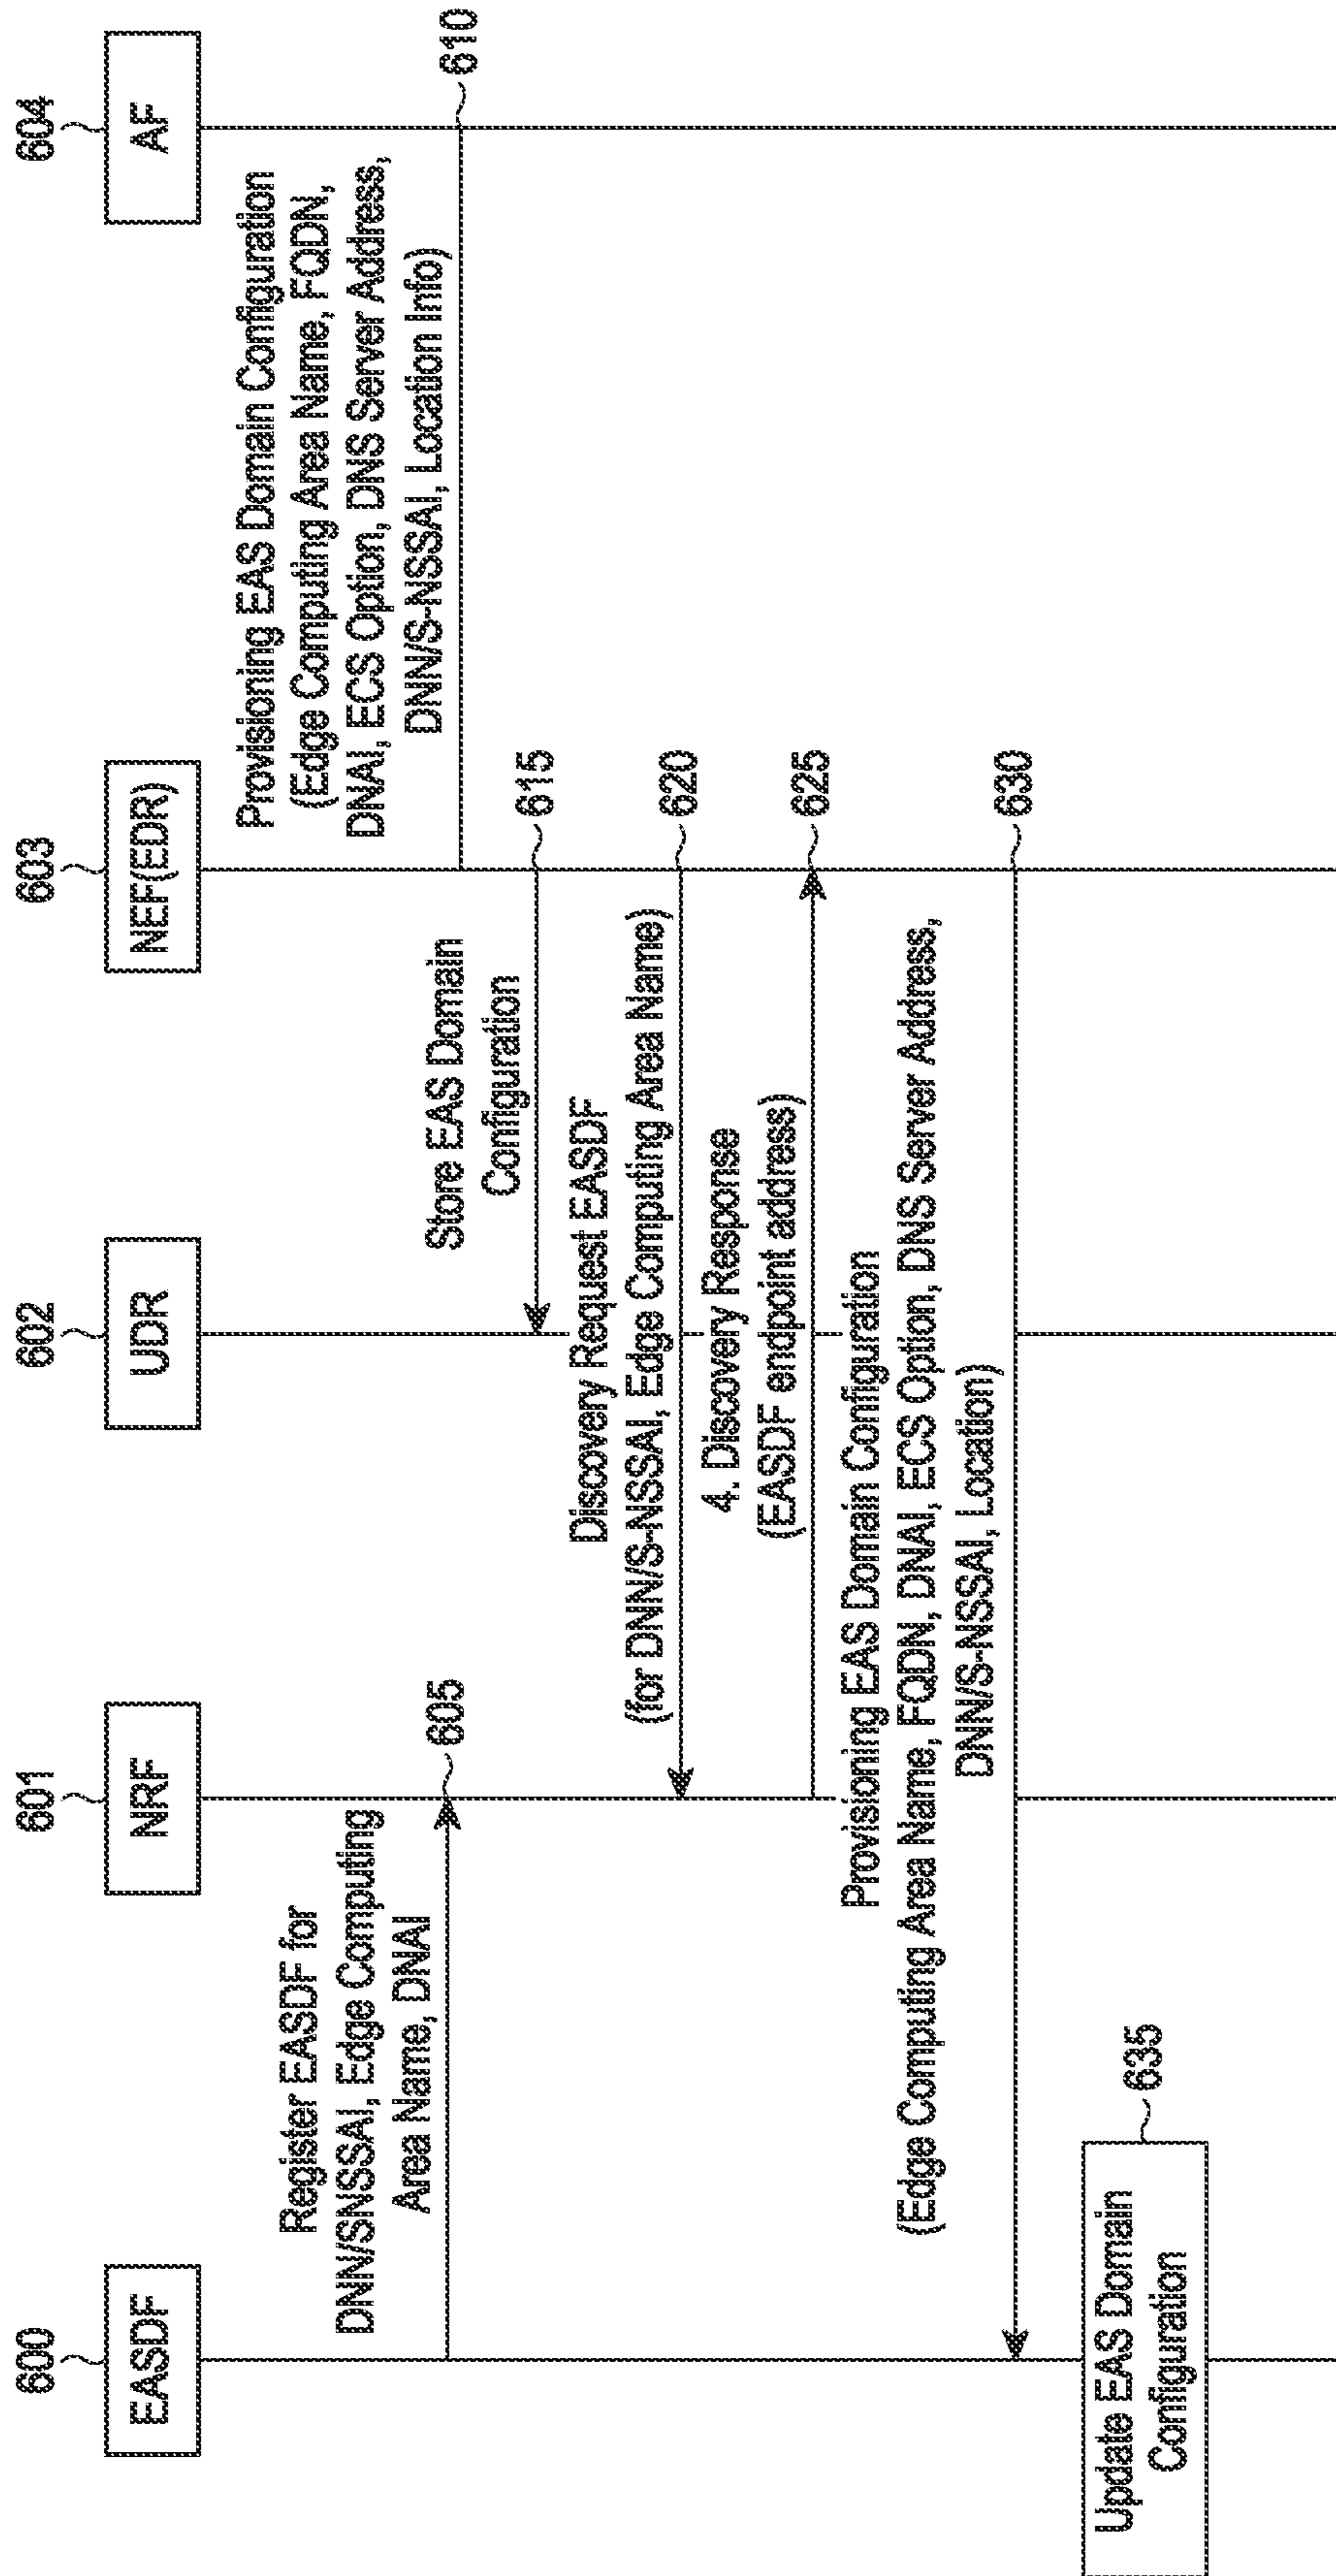 600
601
602
603
604
EASDF
NRF
UDR
NEF(EDR)
AF
Provisioning EAS Domain Configuration
(Edge Computing Area Name, FQDN,
DNAI, ECS Option, DNS Server Address,
DNN/S-NSSAI, Location Info)
610
Register EASDF for
DNN/SNSSAI, Edge Computing
Area Name, DNAI
605
Store EAS Domain
Configuration
615
Discovery Request EASDF
(for DNN/S-NSSAI, Edge Computing Area Name)
620
4. Discovery Response
(EASDF endpoint address)
625
Provisioning EAS Domain Configuration
(Edge Computing Area Name, FQDN, DNAI, ECS Option, DNS Server Address,
DNN/S-NSSAI, Location)
630
Update EAS Domain
Configuration
635